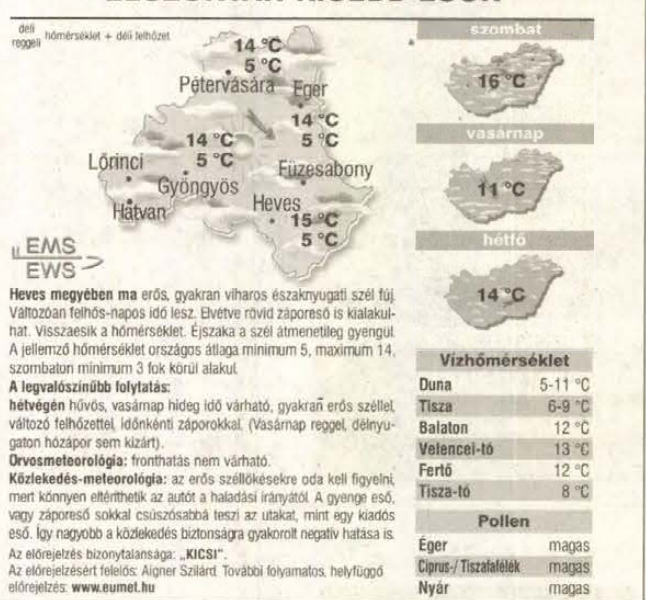 déli
reggeli hőmérséklet + déli felhőzet
14 °C
5 °C
Pétervására
Eger
14 °C
5 °C
14 °C
5 °C
Lőrinci
Gyöngyös
Füzesabony
Hatvan
Heves
15 °C
5 °C
EMS
EWS
Heves megyében ma erős, gyakran viharos északnyugati szél fúj.
Változóan felhős-napos idő lesz. Elvétve rövid záporeső is kialakul-
hat. Visszaesik a hőmérséklet. Éjszaka a szél átmenetileg gyengül.
A jellemző hőmérséklet országos átlaga minimum 5, maximum 14,
szombaton minimum 3 fok körül alakul.
A legvalószínűbb folytatás:
hétvégén hűvös, vasárnap hideg idő várható, gyakran erős széllel,
változó felhőzettel, időnkénti záporokkal. (Vasárnap reggel, délnyu-
gaton hózápor sem kizárt).
Orvosmeteorológia: fronthatás nem várható.
Közlekedés-meteorológia: az erős széllökésekre oda kell figyelni,
mert könnyen eltéríthetik az autót a haladási irányától. A gyenge eső,
vagy záporeső sokkal csúszósabbá teszi az utakat, mint egy kiadós
eső. Így nagyobb a közlekedés biztonságra gyakorolt negatív hatása is.
Az előrejelzés bizonytalansága: „KICSI".
Az előrejelzésért felelős: Aigner Szilárd. További folyamatos, helyfüggő
előrejelzés: www.eumet.hu
szombat
16 °C
vasárnap
11 °C
hétfő
14 °C
Vízhőmérséklet
Duna 5-11 °C
Tisza 6-9 °C
Balaton 12 °C
Velencei-tó 13 °C
Fertő 12 °C
Tisza-tó 8 °C
Pollen
Éger magas
Ciprus-/ Tiszafafélék magas
Nyár magas